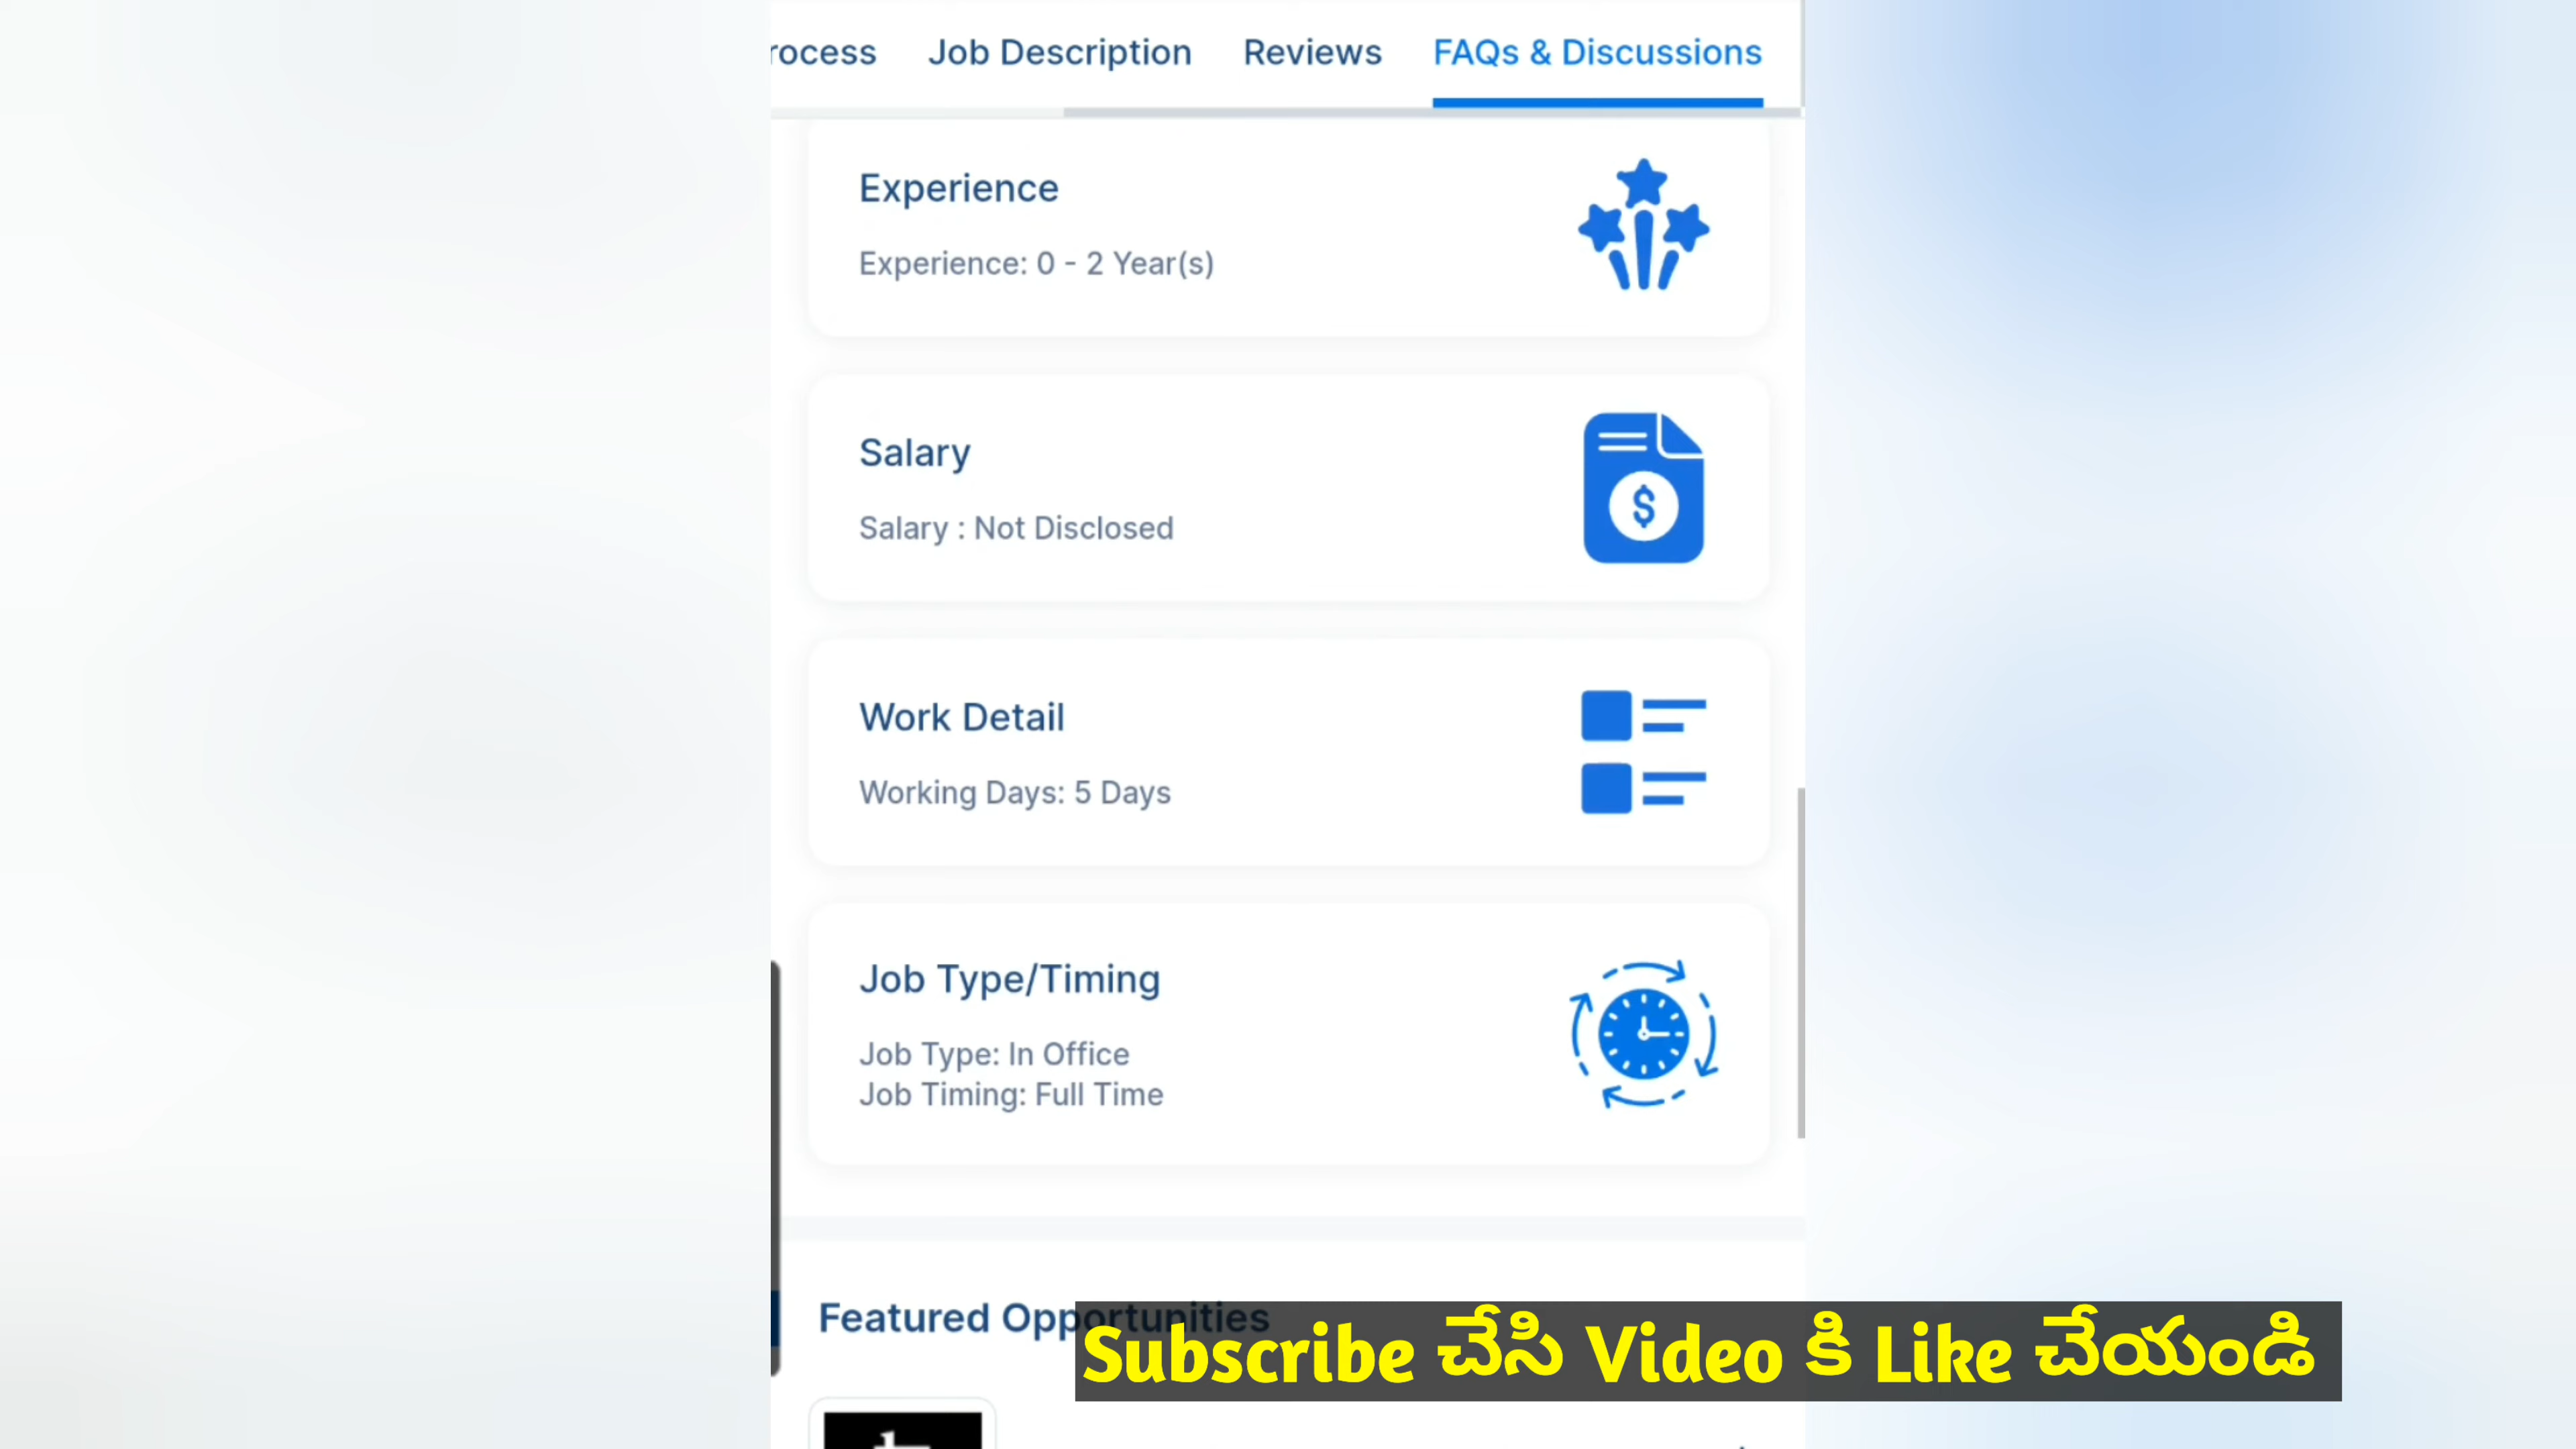 rocess Job Description Reviews FAQs & Discussions
Experience
Experience: 0 - 2 Year(s)
Salary
Salary : Not Disclosed
$
Work Detail
Working Days: 5 Days
Job Type/Timing
Job Type: In Office
Job Timing: Full Time
Featured Opportunities
Subscribe చేసి Video కి Like చేయండి